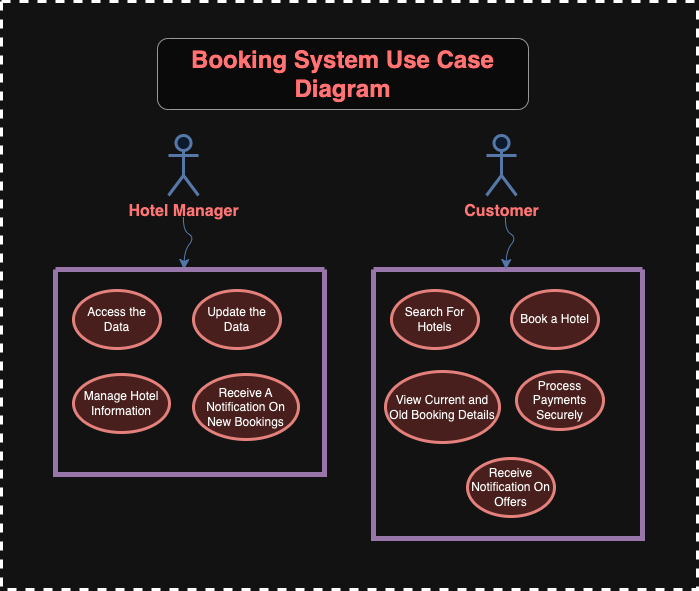 Booking System Use Case
Diagram
Hotel Manager
Customer
Access the
Data
Update the
Data
Manage Hotel
Information
Receive A
Notification On
New Bookings
Search For
Hotels
Book a Hotel
View Current and
Old Booking Details
Process
Payments
Securely
Receive
Notification On
Offers